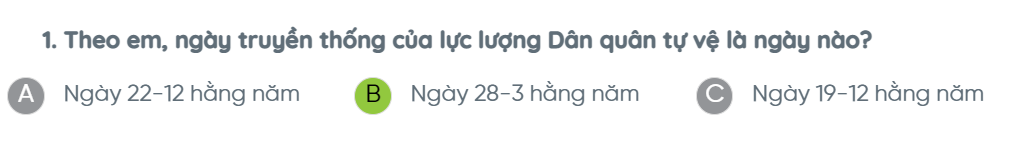 1. Theo em, ngày truyền thống của lực lượng Dân quân tự vệ là ngày nào?
A Ngày 22-12 hằng năm B Ngày 28-3 hằng năm C Ngày 19-12 hằng năm